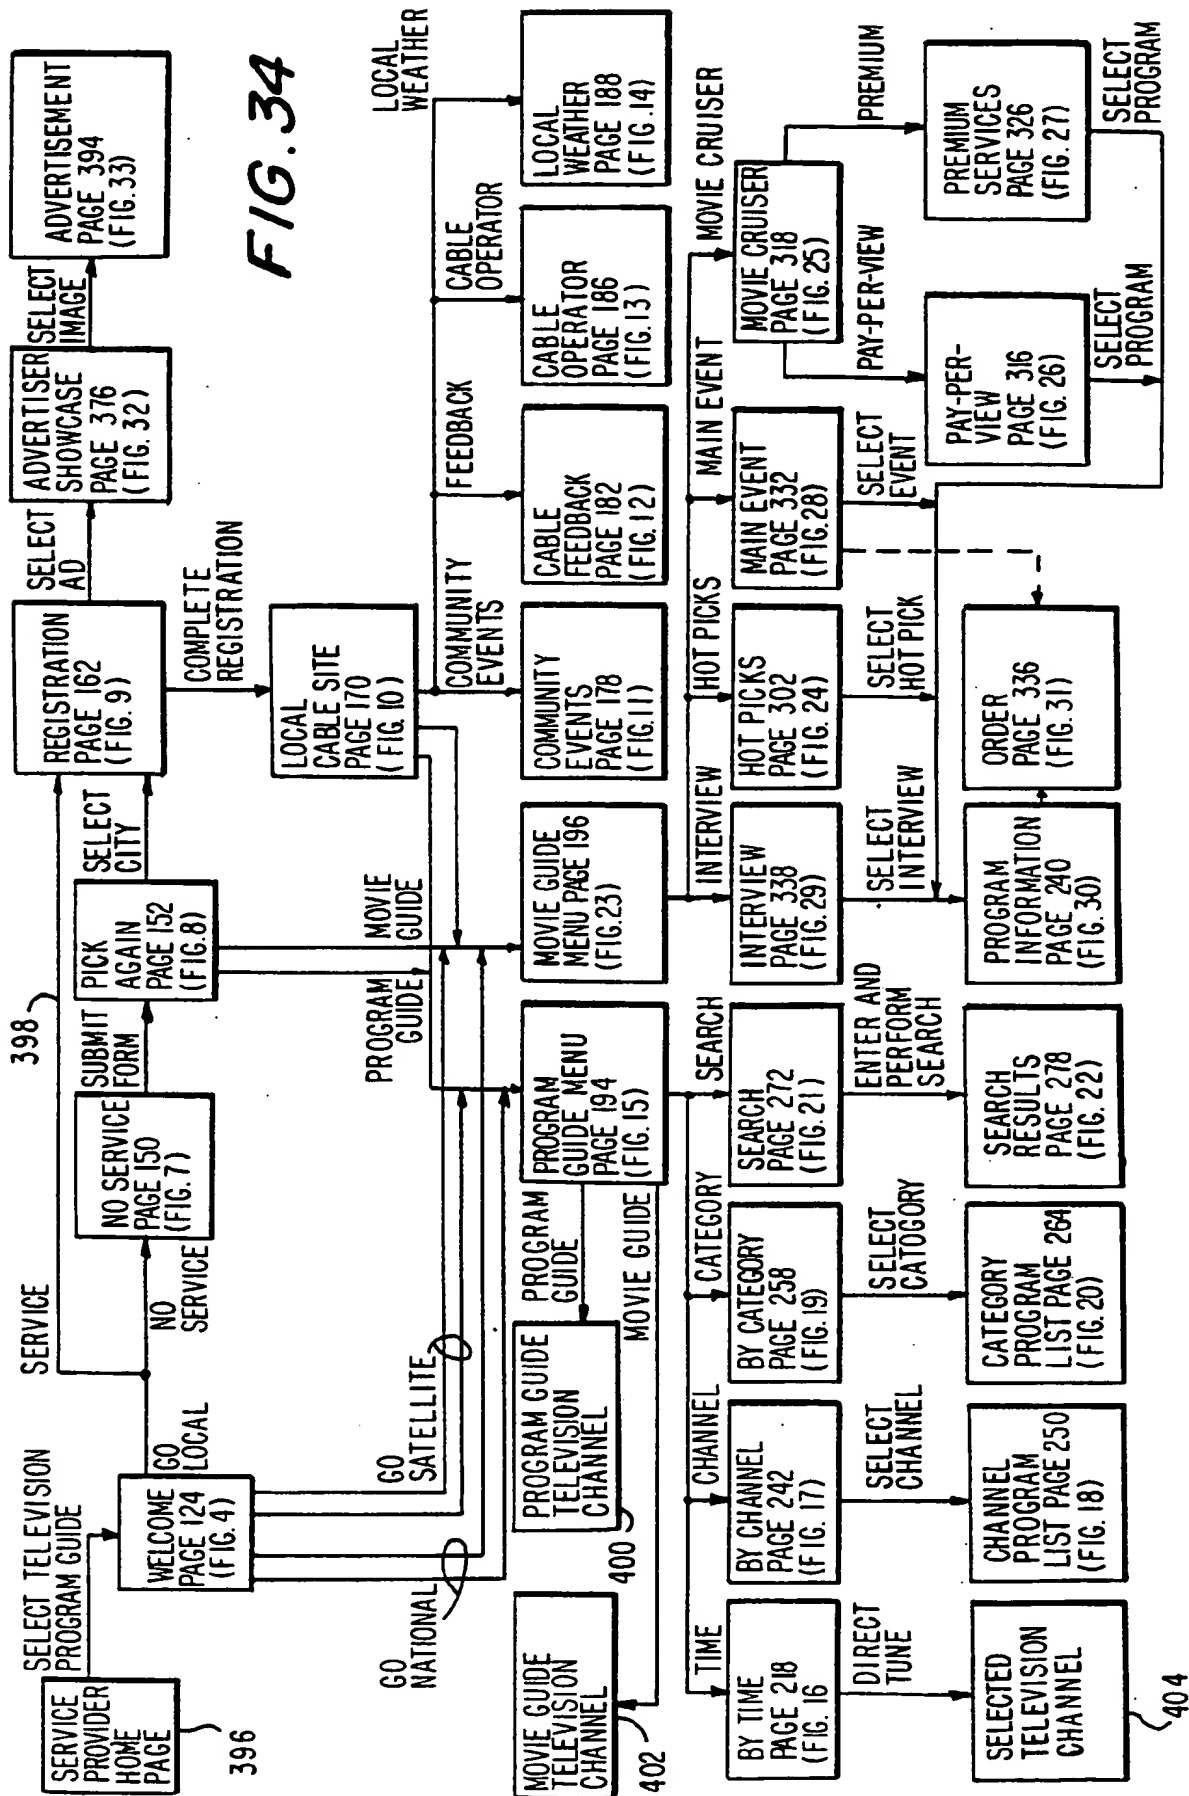 FIG.34
SERVICE
PROVIDER
HOME
PAGE
396
SELECT TELEVISION
PROGRAM GUIDE
WELCOME
PAGE 124
(FIG.4)
GO
LOCAL
SERVICE
398
NO
SERVICE
NO SERVICE
PAGE 150
(FIG.7)
SUBMIT
FORM
PICK
AGAIN
PAGE 152
(FIG.8)
SELECT
CITY
REGISTRATION
PAGE 162
(FIG.9)
SELECT
AD
ADVERTISER
SHOWCASE
PAGE 376
(FIG.32)
SELECT
IMAGE
ADVERTISEMENT
PAGE 394
(FIG.33)
COMPLETE
REGISTRATION
LOCAL
CABLE SITE
PAGE 170
(FIG.10)
GO
NATIONAL
GO
SATELLITE
PROGRAM
GUIDE
MOVIE
GUIDE
COMMUNITY
EVENTS
FEEDBACK
CABLE
OPERATOR
LOCAL
WEATHER
MOVIE GUIDE
TELEVISION
CHANNEL
402
PROGRAM GUIDE
TELEVISION
CHANNEL
400
PROGRAM
GUIDE
MOVIE GUIDE
PROGRAM
GUIDE MENU
PAGE 194
(FIG.15)
MOVIE GUIDE
MENU PAGE 196
(FIG.23)
COMMUNITY
EVENTS
PAGE 178
(FIG.11)
CABLE
FEEDBACK
PAGE 182
(FIG.12)
CABLE
OPERATOR
PAGE 186
(FIG.13)
LOCAL
WEATHER
PAGE 188
(FIG.14)
TIME
CHANNEL
CATEGORY
SEARCH
INTERVIEW
HOT PICKS
MAIN EVENT
MOVIE CRUISER
BY TIME
PAGE 218
(FIG.16
BY CHANNEL
PAGE 242
(FIG.17)
BY CATEGORY
PAGE 258
(FIG.19)
SEARCH
PAGE 272
(FIG.21)
INTERVIEW
PAGE 338
(FIG.29)
HOT PICKS
PAGE 302
(FIG.24)
MAIN EVENT
PAGE 332
(FIG.28)
MOVIE CRUISER
PAGE 318
(FIG.25)
DIRECT
TUNE
SELECT
CHANNEL
SELECT
CATOGORY
ENTER AND
PERFORM
SEARCH
SELECT
INTERVIEW
SELECT
HOT PICK
SELECT
EVENT
PAY-PER-VIEW
PREMIUM
PAY-PER-
VIEW
PAGE 316
(FIG.26)
PREMIUM
SERVICES
PAGE 326
(FIG.27)
SELECT
PROGRAM
SELECT
PROGRAM
SELECTED
TELEVISION
CHANNEL
404
CHANNEL
PROGRAM
LIST PAGE 250
(FIG.18)
CATEGORY
PROGRAM
LIST PAGE 264
(FIG.20)
SEARCH
RESULTS
PAGE 278
(FIG.22)
PROGRAM
INFORMATION
PAGE 240
(FIG.30)
ORDER
PAGE 336
(FIG.31)